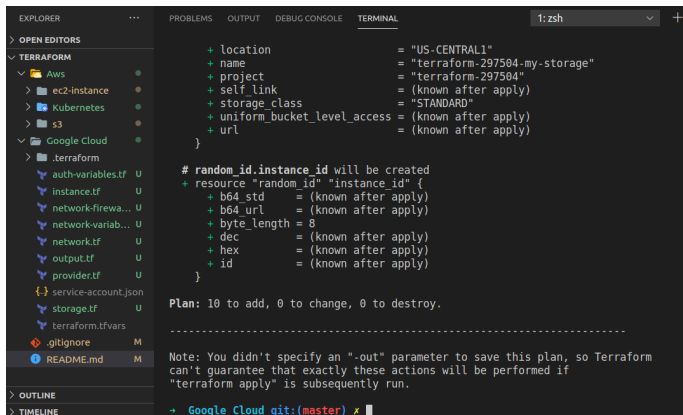 EXPLORER
...
PROBLEMS OUTPUT DEBUG CONSOLE TERMINAL
1: zsh
> OPEN EDITORS
TERRAFORM
Aws
ec2-instance
Kubernetes
s3
Google Cloud
.terraform
auth-variables.tf U
instance.tf U
network-firewa... U
network-variab... U
network.tf U
output.tf U
provider.tf U
service-account.json
storage.tf U
terraform.tfvars
.gitignore M
README.md M
> OUTLINE
> TIMELINE
+ location = "US-CENTRAL1"
+ name = "terraform-297504-my-storage"
+ project = "terraform-297504"
+ self_link = (known after apply)
+ storage_class = "STANDARD"
+ uniform_bucket_level_access = (known after apply)
+ url = (known after apply)
}
# random_id.instance_id will be created
+ resource "random_id" "instance_id" {
+ b64_std = (known after apply)
+ b64_url = (known after apply)
+ byte_length = 8
+ dec = (known after apply)
+ hex = (known after apply)
+ id = (known after apply)
}
Plan: 10 to add, 0 to change, 0 to destroy.
------------------------------------------------------------------------
Note: You didn't specify an "-out" parameter to save this plan, so Terraform
can't guarantee that exactly these actions will be performed if
"terraform apply" is subsequently run.
→ Google Cloud git:(master) ✗